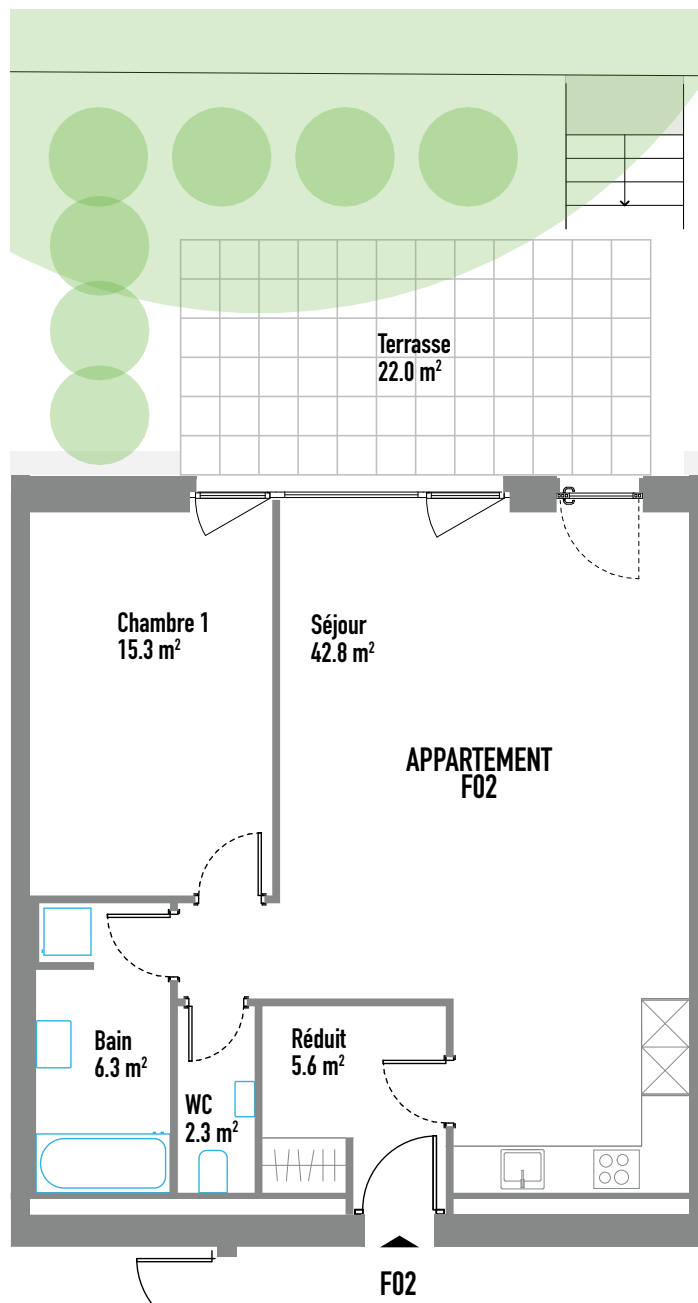 Terrasse
22.0 m²
Chambre 1
15.3 m²
Séjour
42.8 m²
APPARTEMENT
F02
Bain
6.3 m²
Réduit
5.6 m²
WC
2.3 m²
F02